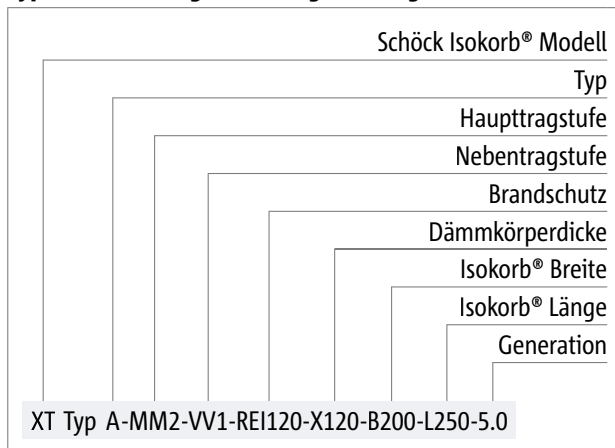 Schöck Isokorb® Modell
Typ
Haupttragstufe
Nebentragstufe
Brandschutz
Dämmkörperdicke
Isokorb® Breite
Isokorb® Länge
Generation
XT Typ A-MM2-VV1-REI120-X120-B200-L250-5.0